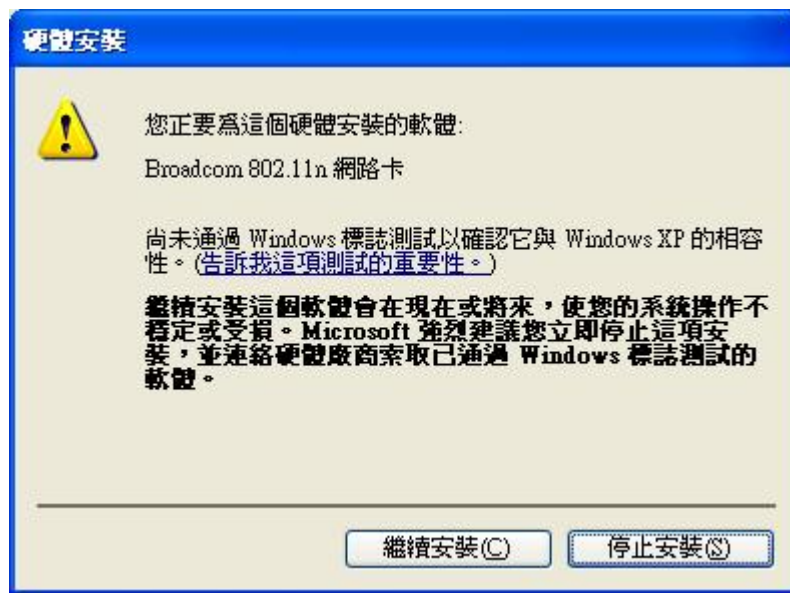 硬體安裝
您正要為這個硬體安裝的軟體:
Broadcom 802.11n 網路卡
尚未通過 Windows 標誌測試以確認它與 Windows XP 的相容
性。(告訴我這項測試的重要性。)
繼續安裝這個軟體會在現在或將來，使您的系統操作不
穩定或受損。Microsoft 強烈建議您立即停止這項安
裝，並連絡硬體廠商索取已通過 Windows 標誌測試的
軟體。
繼續安裝(C)
停止安裝(S)